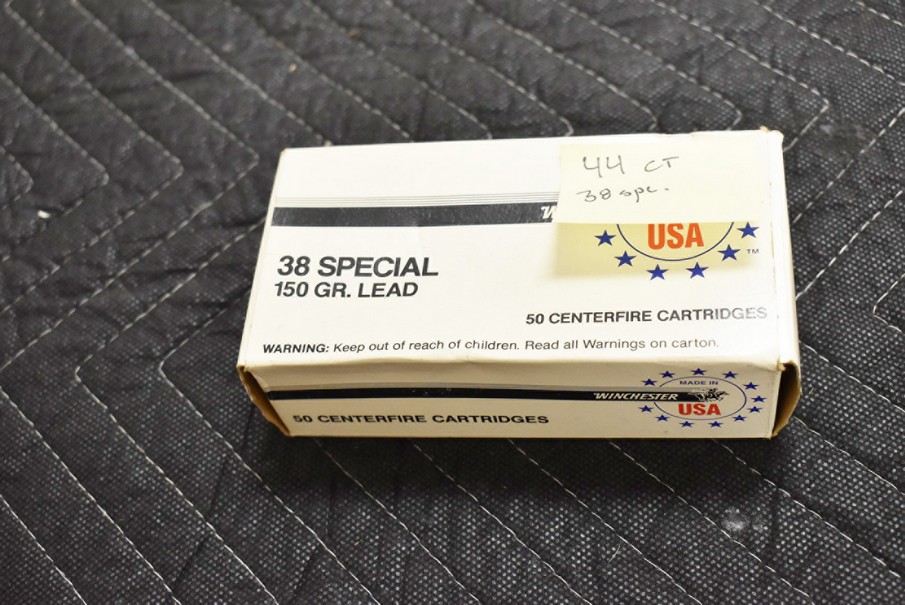 44 CT
38 spc.
USA
TM
38 SPECIAL
150 GR. LEAD
50 CENTERFIRE CARTRIDGES
WARNING: Keep out of reach of children. Read all Warnings on carton.
MADE IN
WINCHESTER
USA
50 CENTERFIRE CARTRIDGES